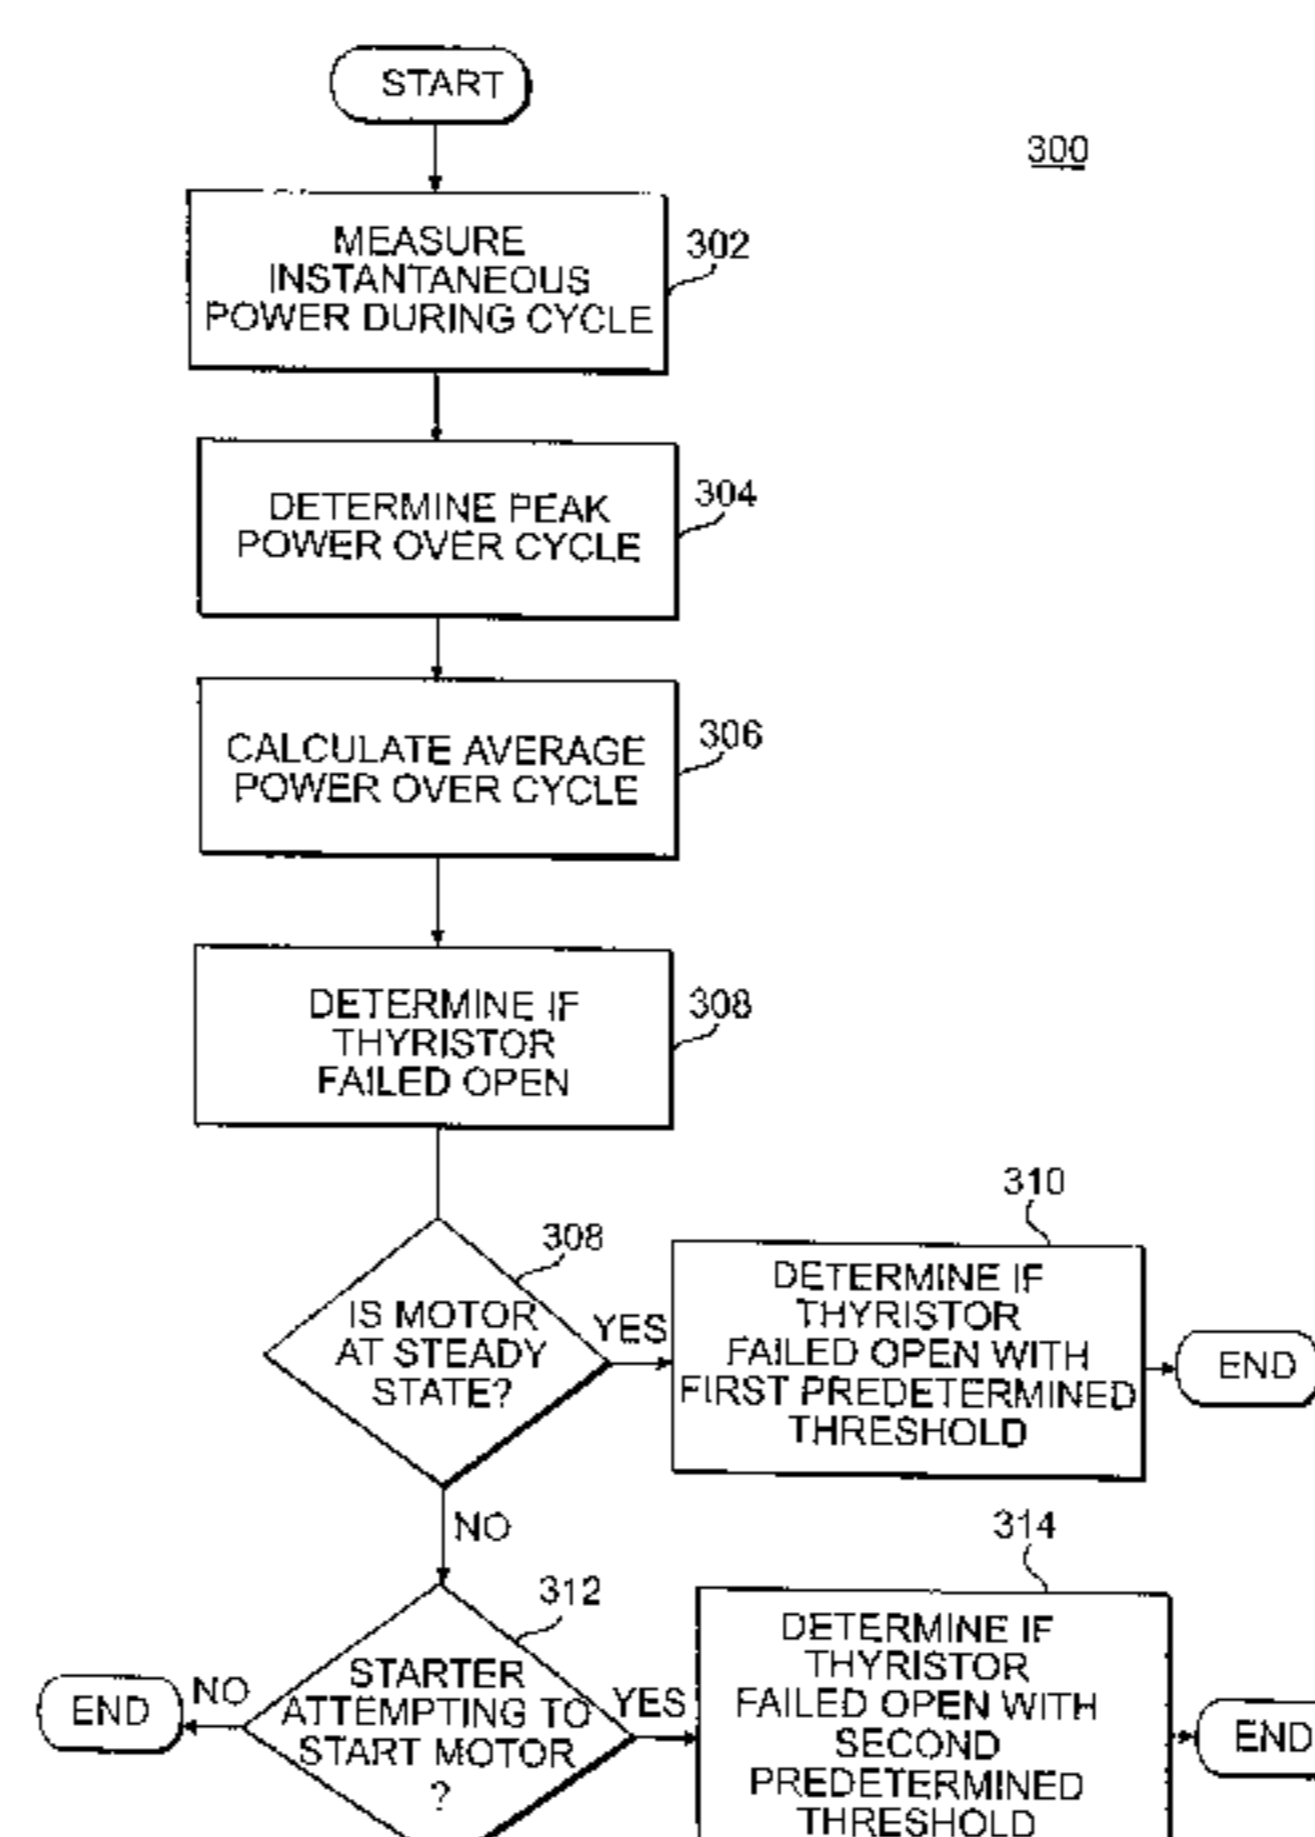 START
300
MEASURE
INSTANTANEOUS
POWER DURING CYCLE
302
DETERMINE PEAK
POWER OVER CYCLE
304
CALCULATE AVERAGE
POWER OVER CYCLE
306
DETERMINE IF
THYRISTOR
FAILED OPEN
308
308
IS MOTOR
AT STEADY
STATE?
YES
310
DETERMINE IF
THYRISTOR
FAILED OPEN WITH
FIRST PREDETERMINED
THRESHOLD
END
NO
312
STARTER
ATTEMPTING TO
START MOTOR
?
NO
END
YES
314
DETERMINE IF
THYRISTOR
FAILED OPEN WITH
SECOND
PREDETERMINED
THRESHOLD
END